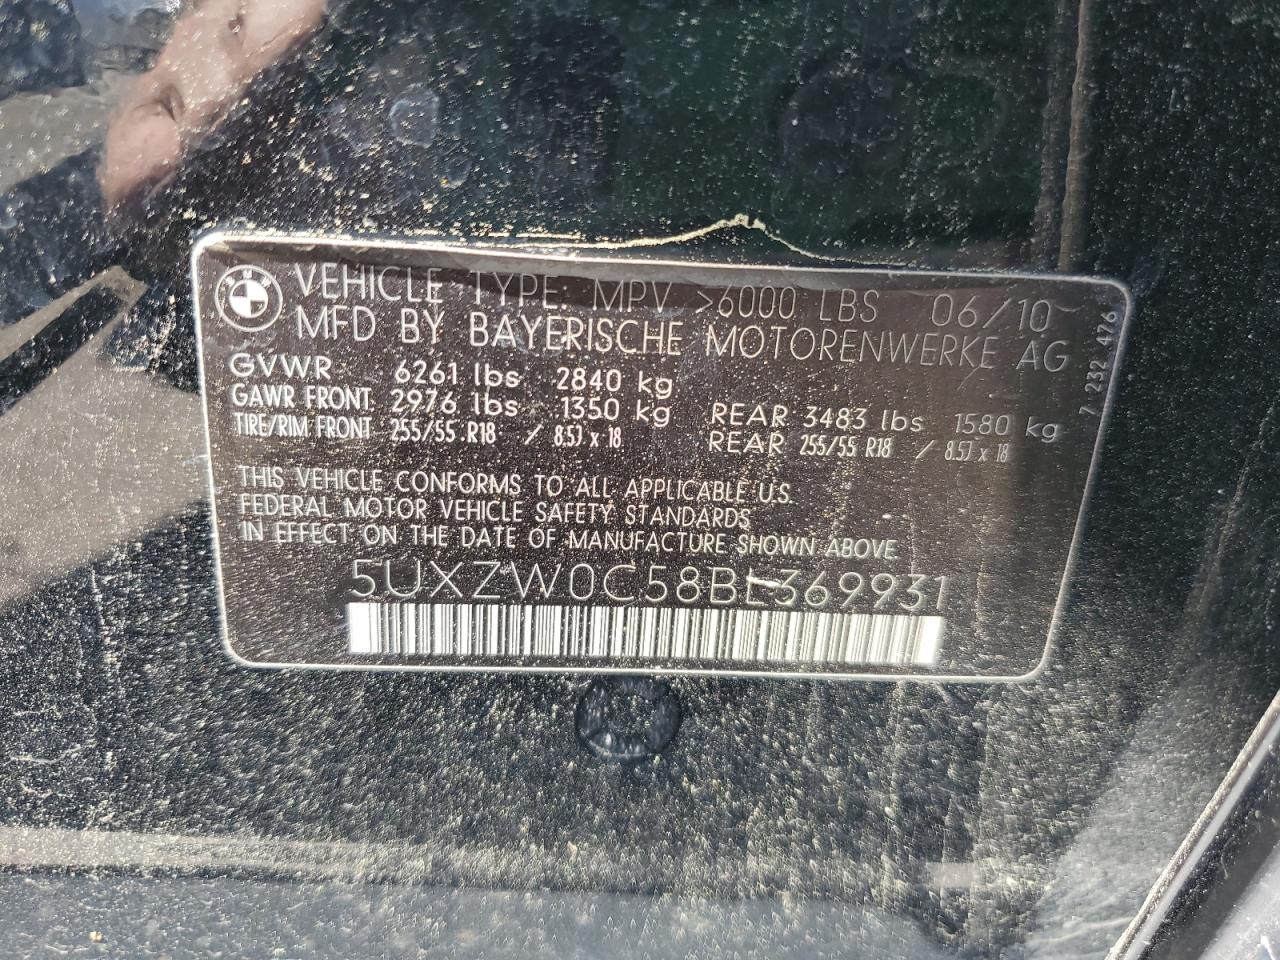 VEHICLE TYPE: MPV >6000 LBS 06/10
MFD BY BAYERISCHE MOTORENWERKE AG
GVWR 6261 lbs 2840 kg
GAWR FRONT 2976 lbs 1350 kg REAR 3483 lbs 1580 kg
TIRE/RIM FRONT 255/55 R18 / 8.5J x 18 REAR 255/55 R18 / 8.5J x 18
7 232 476
THIS VEHICLE CONFORMS TO ALL APPLICABLE U.S.
FEDERAL MOTOR VEHICLE SAFETY STANDARDS
IN EFFECT ON THE DATE OF MANUFACTURE SHOWN ABOVE.
5UXZW0C58BL369931